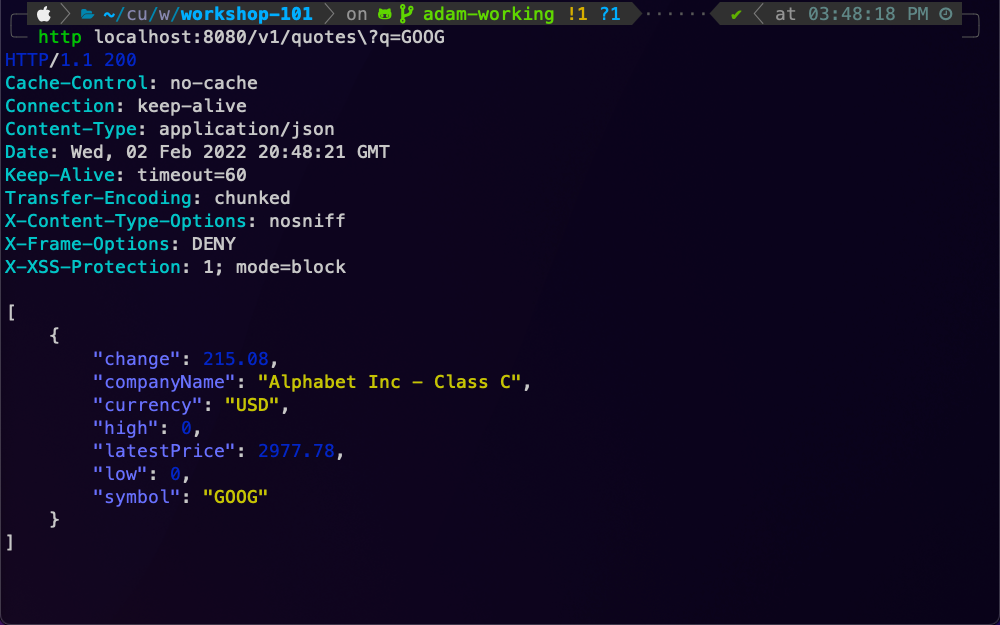 ~/cu/w/workshop-101 on adam-working !1 ?1 ······ ✔ at 03:48:18 PM
http localhost:8080/v1/quotes\?q=GOOG
HTTP/1.1 200
Cache-Control: no-cache
Connection: keep-alive
Content-Type: application/json
Date: Wed, 02 Feb 2022 20:48:21 GMT
Keep-Alive: timeout=60
Transfer-Encoding: chunked
X-Content-Type-Options: nosniff
X-Frame-Options: DENY
X-XSS-Protection: 1; mode=block
[
    {
        "change": 215.08,
        "companyName": "Alphabet Inc - Class C",
        "currency": "USD",
        "high": 0,
        "latestPrice": 2977.78,
        "low": 0,
        "symbol": "GOOG"
    }
]